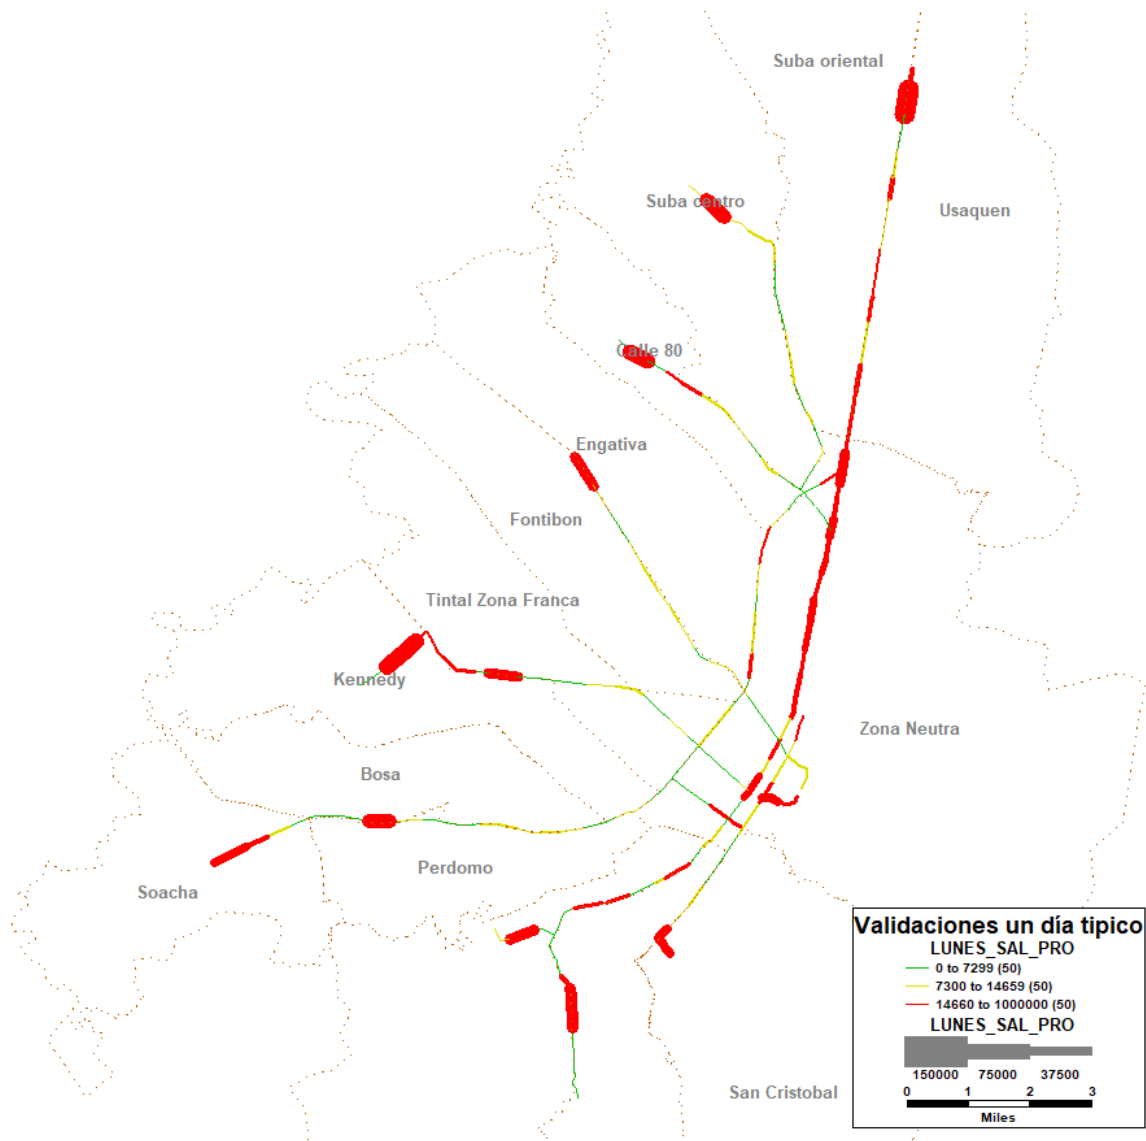 Suba oriental
Suba centro
Usaquen
Calle 80
Engativa
Fontibon
Tintal Zona Franca
Kennedy
Zona Neutra
Bosa
Perdomo
Soacha
San Cristobal
Validaciones un día tipico
LUNES_SAL_PRO
0 to 7299 (50)
7300 to 14659 (50)
14660 to 1000000 (50)
LUNES_SAL_PRO
150000 75000 37500
0 1 2 3
Miles